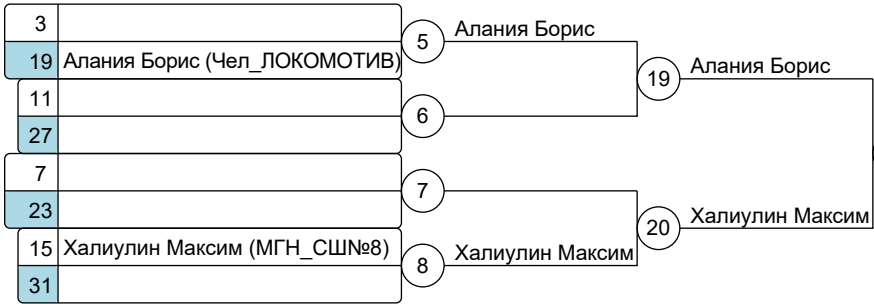 3
19 Алания Борис (Чел_ЛОКОМОТИВ)
5 Алания Борис
19 Алания Борис
11
27
6
7
23
7
15 Халиулин Максим (МГН_СШ№8)
31
8 Халиулин Максим
20 Халиулин Максим